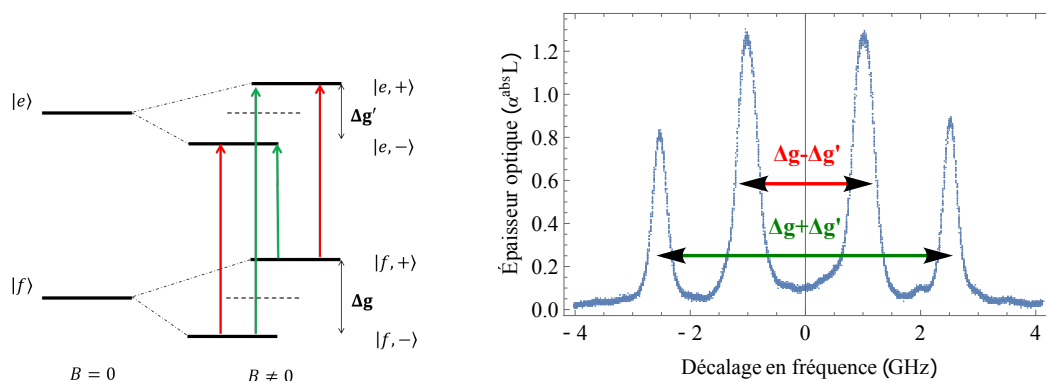 |e⟩
|e,+⟩
Δg'
|e,−⟩
|f⟩
|f,+⟩
Δg
|f,−⟩
B = 0
B ≠ 0
Épaisseur optique (α^abs L)
1.2
1.0
0.8
0.6
0.4
0.2
0.0
Δg-Δg'
Δg+Δg'
- 4
- 2
0
2
4
Décalage en fréquence (GHz)